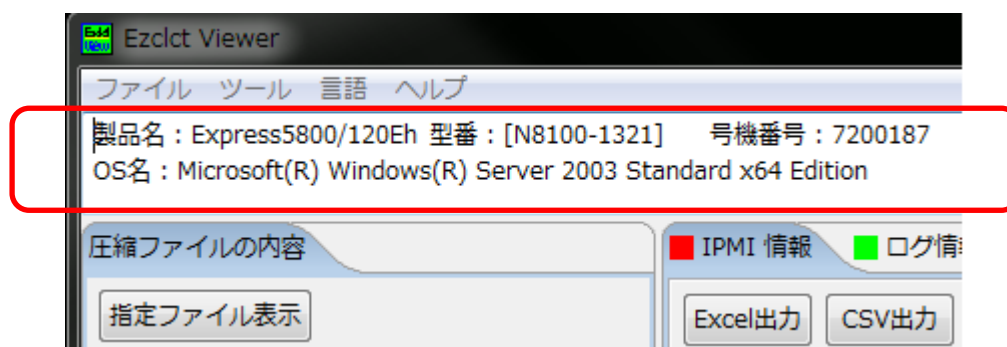 Ezclct Viewer
ファイル ツール 言語 ヘルプ
製品名：Express5800/120Eh 型番：[N8100-1321] 号機番号：7200187
OS名：Microsoft(R) Windows(R) Server 2003 Standard x64 Edition
圧縮ファイルの内容
IPMI 情報 ログ情
指定ファイル表示
Excel出力 CSV出力